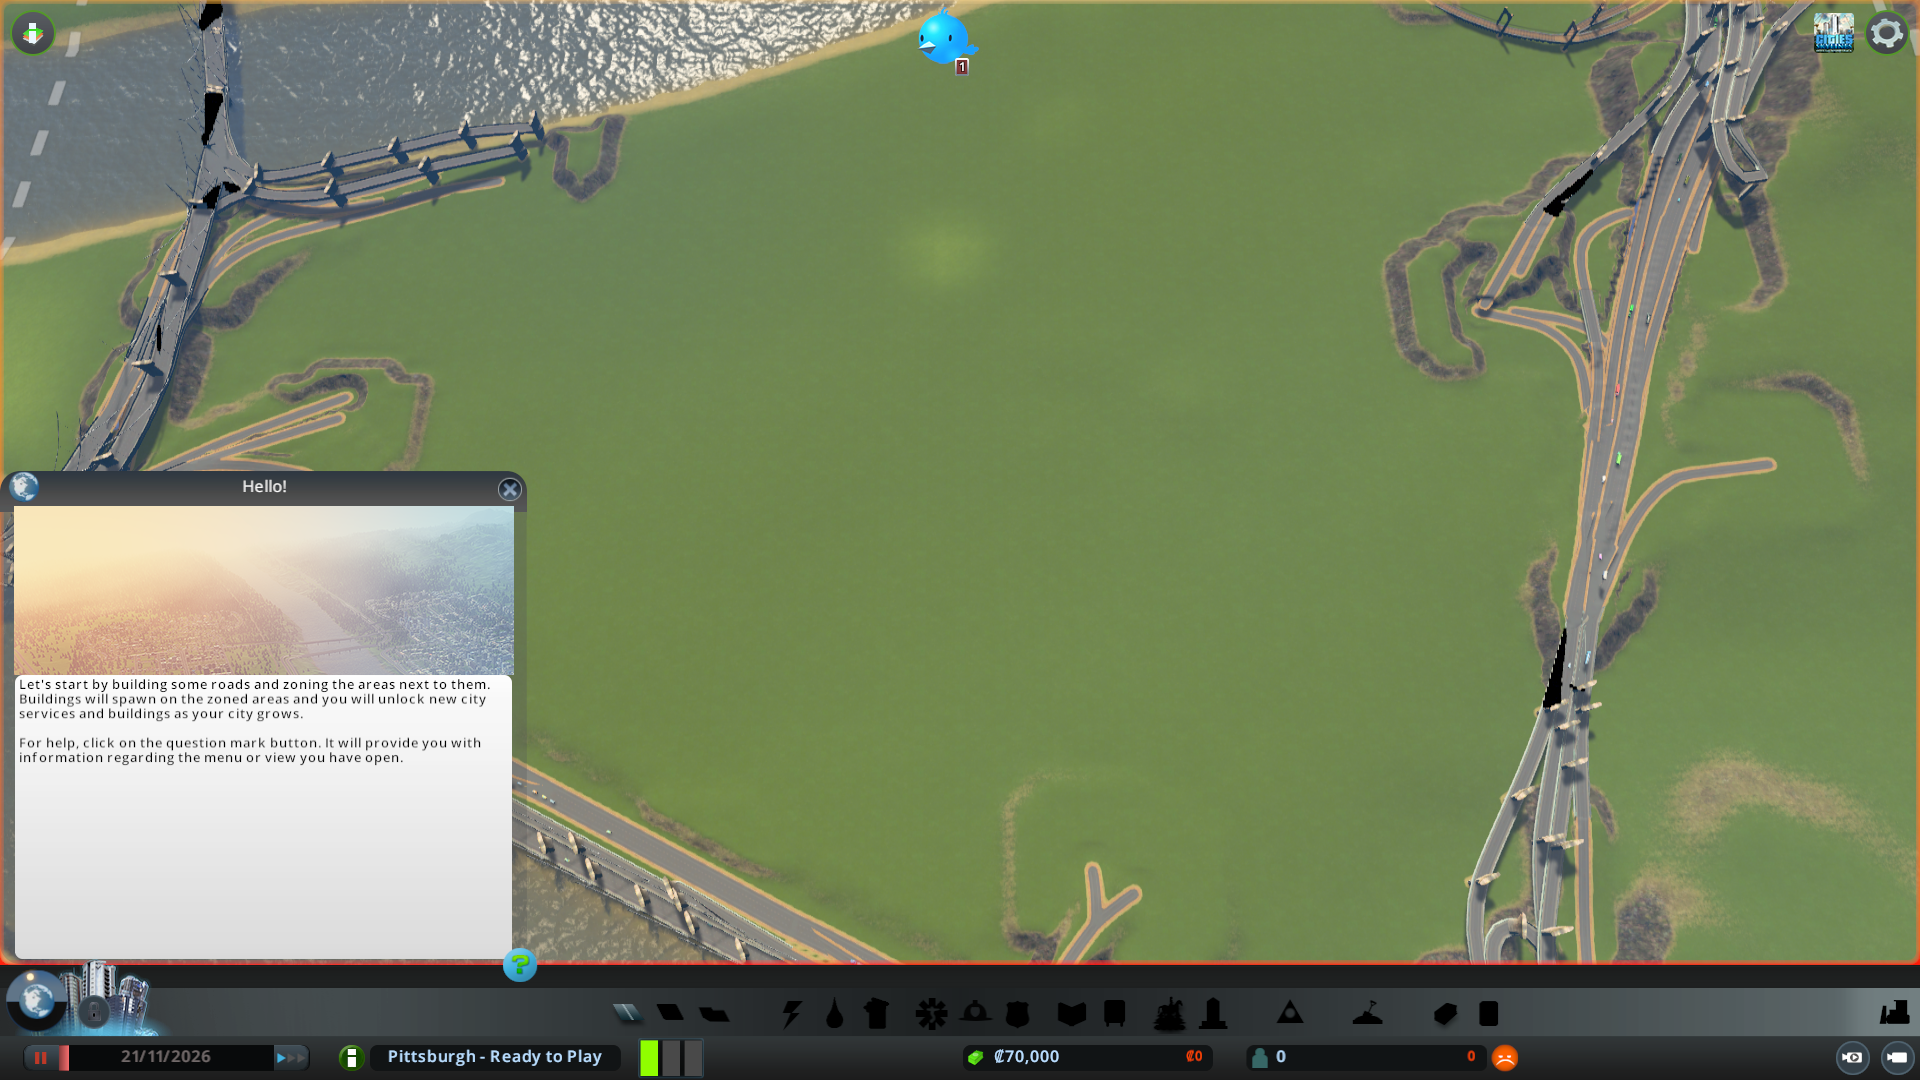 1
CITIES
Hello!
Let's start by building some roads and zoning the areas next to them.
Buildings will spawn on the zoned areas and you will unlock new city
services and buildings as your city grows.
For help, click on the question mark button. It will provide you with
information regarding the menu or view you have open.
?
21/11/2026
Pittsburgh - Ready to Play
₡70,000
₡0
0
0